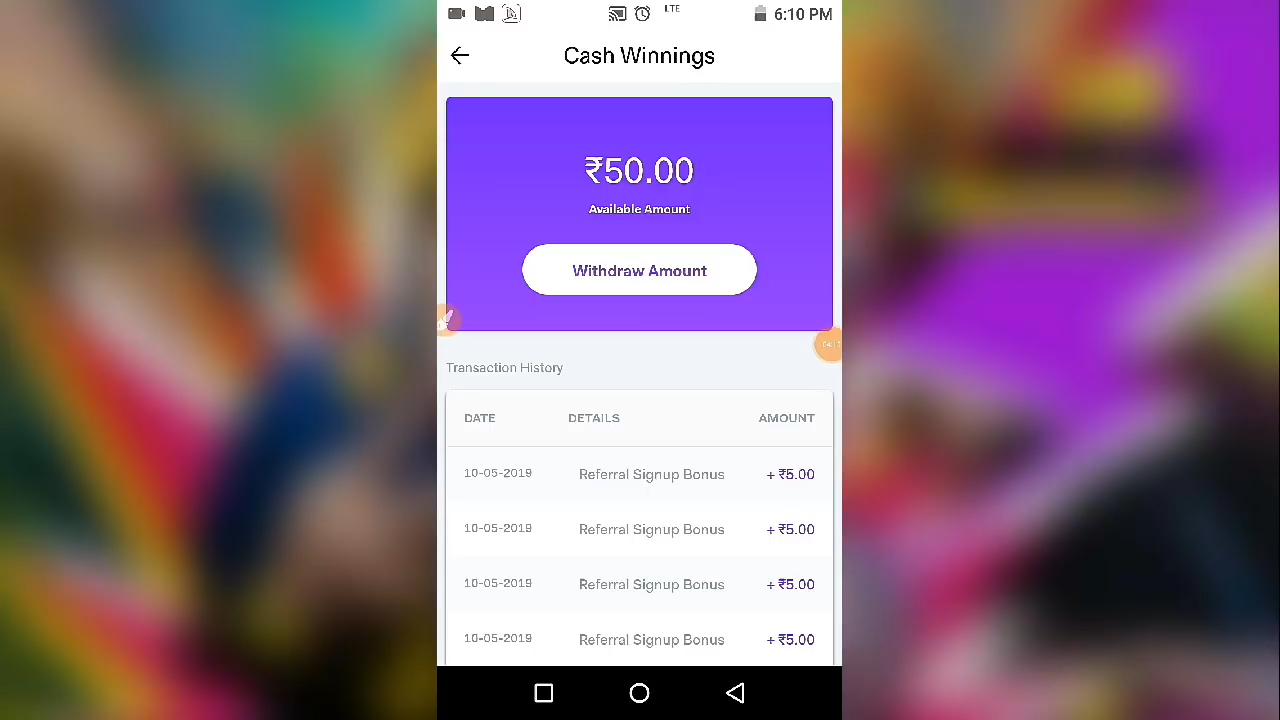 LTE
6:10 PM
Cash Winnings
₹50.00
Available Amount
Withdraw Amount
Transaction History
DATE DETAILS AMOUNT
10-05-2019 Referral Signup Bonus + ₹5.00
10-05-2019 Referral Signup Bonus + ₹5.00
10-05-2019 Referral Signup Bonus + ₹5.00
10-05-2019 Referral Signup Bonus + ₹5.00